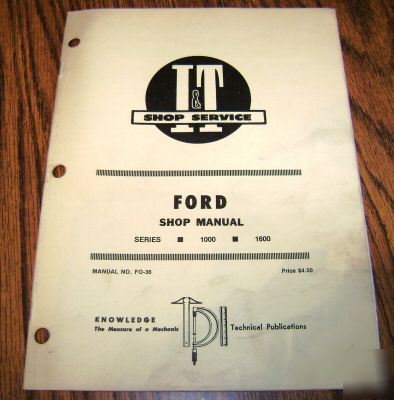 I&T
SHOP SERVICE
FORD
SHOP MANUAL
SERIES ■ 1000 ■ 1600
MANUAL NO. FO-36 Price $4.50
KNOWLEDGE
The Measure of a Mechanic
TPI Technical Publications